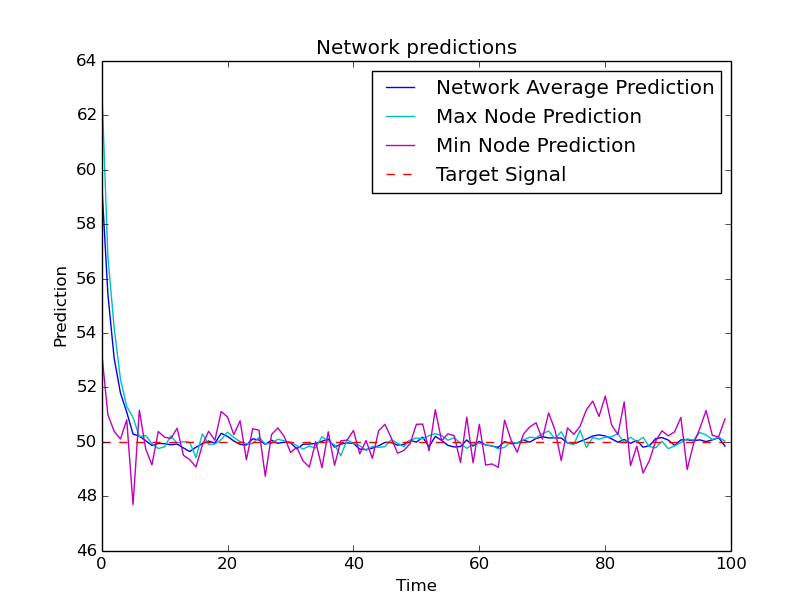 Network predictions
Network Average Prediction
Max Node Prediction
Min Node Prediction
Target Signal
Prediction
64
62
60
58
56
54
52
50
48
46
0 20 40 60 80 100
Time